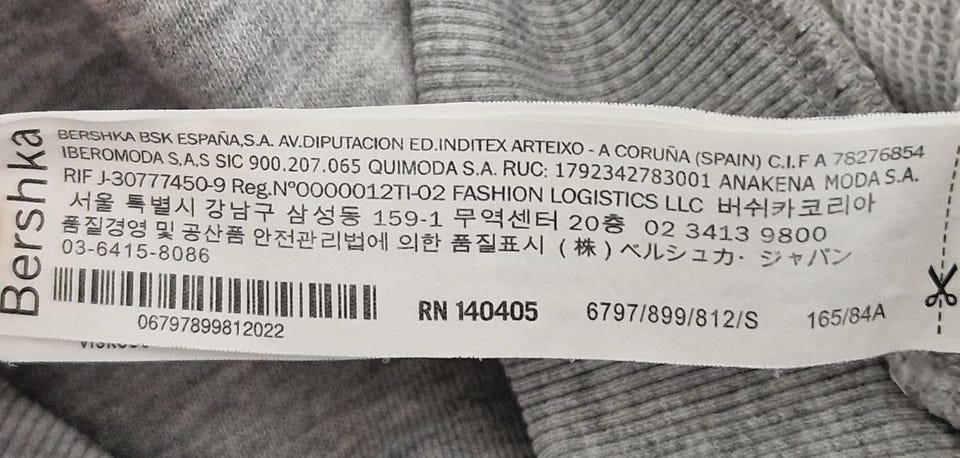 Bershka
BERSHKA BSK ESPAÑA,S.A. AV.DIPUTACION ED.INDITEX ARTEIXO - A CORUÑA (SPAIN) C.I.F A 78276854
IBEROMODA S.A.S SIC 900.207.065 QUIMODA S.A. RUC: 1792342783001 ANAKENA MODA S.A.
RIF J-30777450-9 Reg.Nº0000012TI-02 FASHION LOGISTICS LLC 버쉬카코리아
서울 특별시 강남구 삼성동 159-1 무역센터 20층 02 3413 9800
품질경영 및 공산품 안전관리법에 의한 품질표시 (株) ベルシュカ・ジャパン
03-6415-8086
06797899812022
RN 140405
6797/899/812/S
165/84A